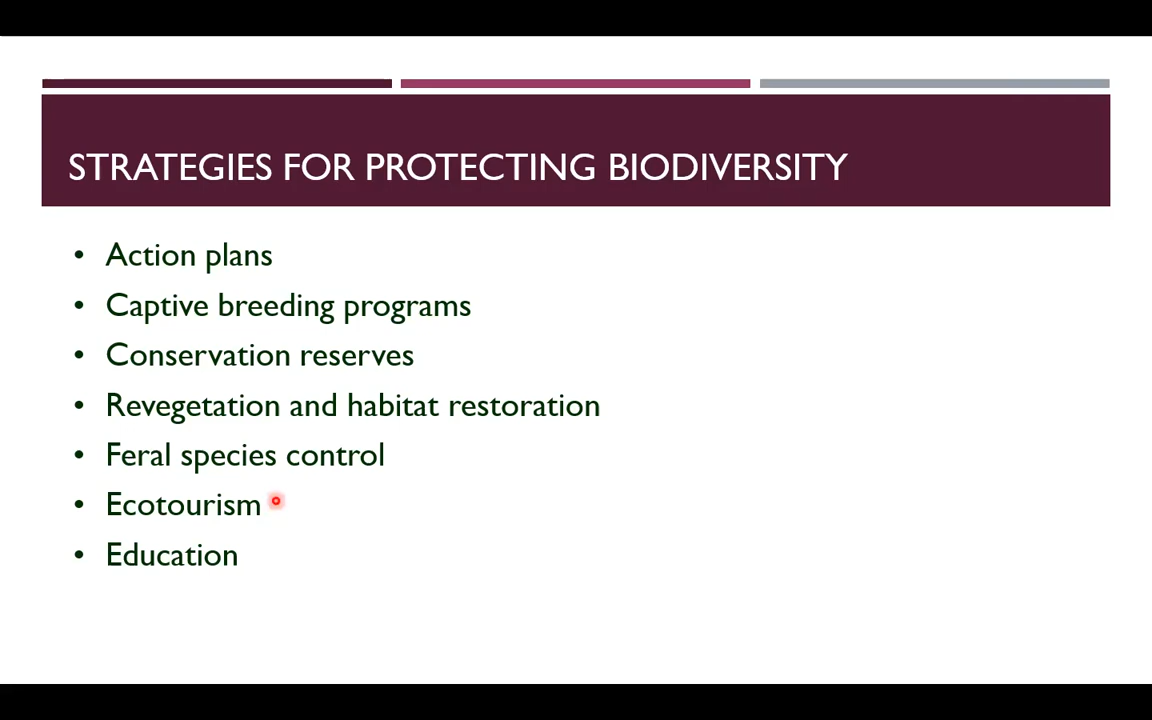 STRATEGIES FOR PROTECTING BIODIVERSITY
• Action plans
• Captive breeding programs
• Conservation reserves
• Revegetation and habitat restoration
• Feral species control
• Ecotourism
• Education